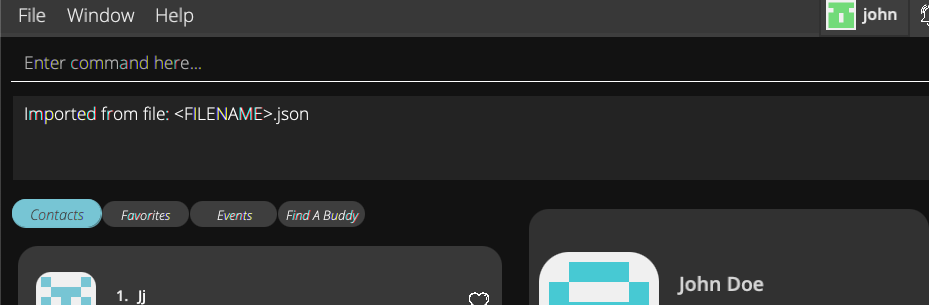 File Window Help john
Enter command here...
Imported from file: <FILENAME>.json
Contacts Favorites Events Find A Buddy
1. Jj
John Doe